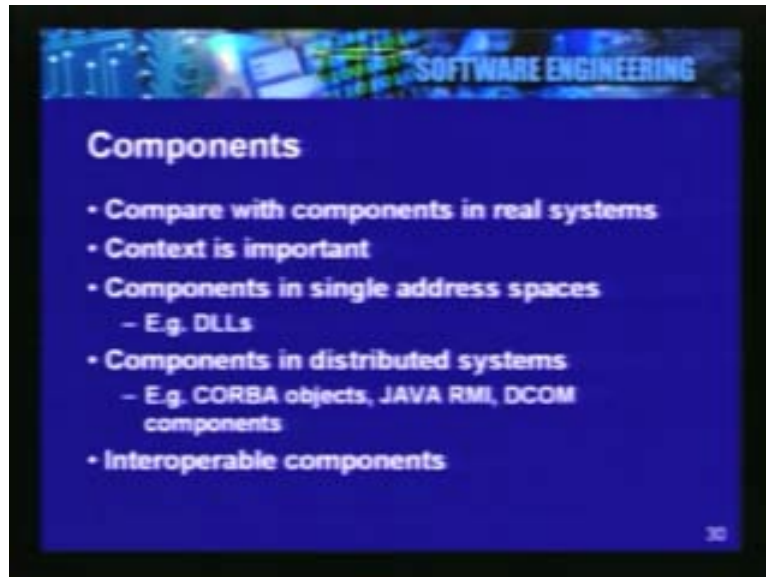 SOFTWARE ENGINEERING
Components
• Compare with components in real systems
• Context is important
• Components in single address spaces
– E.g. DLLs
• Components in distributed systems
– E.g. CORBA objects, JAVA RMI, DCOM
components
• Interoperable components
30